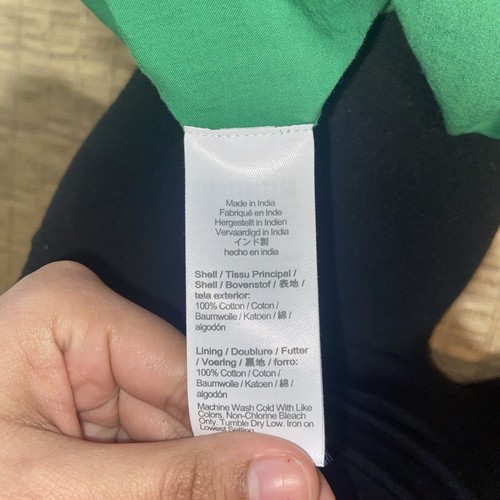 Made in India
Fabriqué en Inde
Hergestellt in Indien
Vervaardigd in India
インド製
hecho en india
Shell / Tissu Principal /
Shell / Bovenstof / 表地 /
tela exterior:
100% Cotton / Coton /
Baumwolle / Katoen / 綿 /
algodón
Lining / Doublure / Futter
/ Voering / 裏地 / forro:
100% Cotton / Coton /
Baumwolle / Katoen / 綿 /
algodón
Machine Wash Cold With Like
Colors. Non-Chlorine Bleach
Only. Tumble Dry Low. Iron on
Lowest Setting